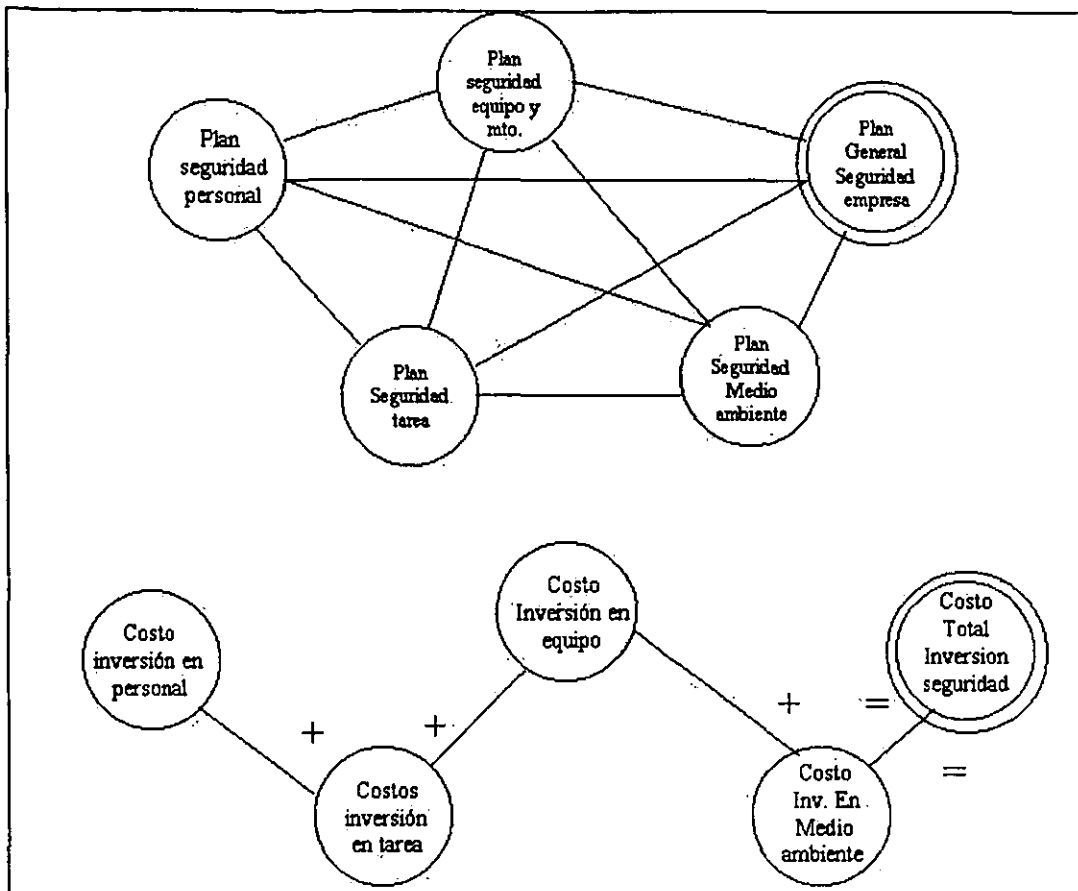 Plan
seguridad
equipo y
mto.
Plan
seguridad
personal
Plan
General
Seguridad
empresa
Plan
Seguridad
tarea
Plan
Seguridad
Medio
ambiente
Costo
inversión en
personal
+
Costos
inversión
en tarea
+
Costo
Inversión en
equipo
+
Costo
Inv. En
Medio
ambiente
=
=
Costo
Total
Inversion
seguridad